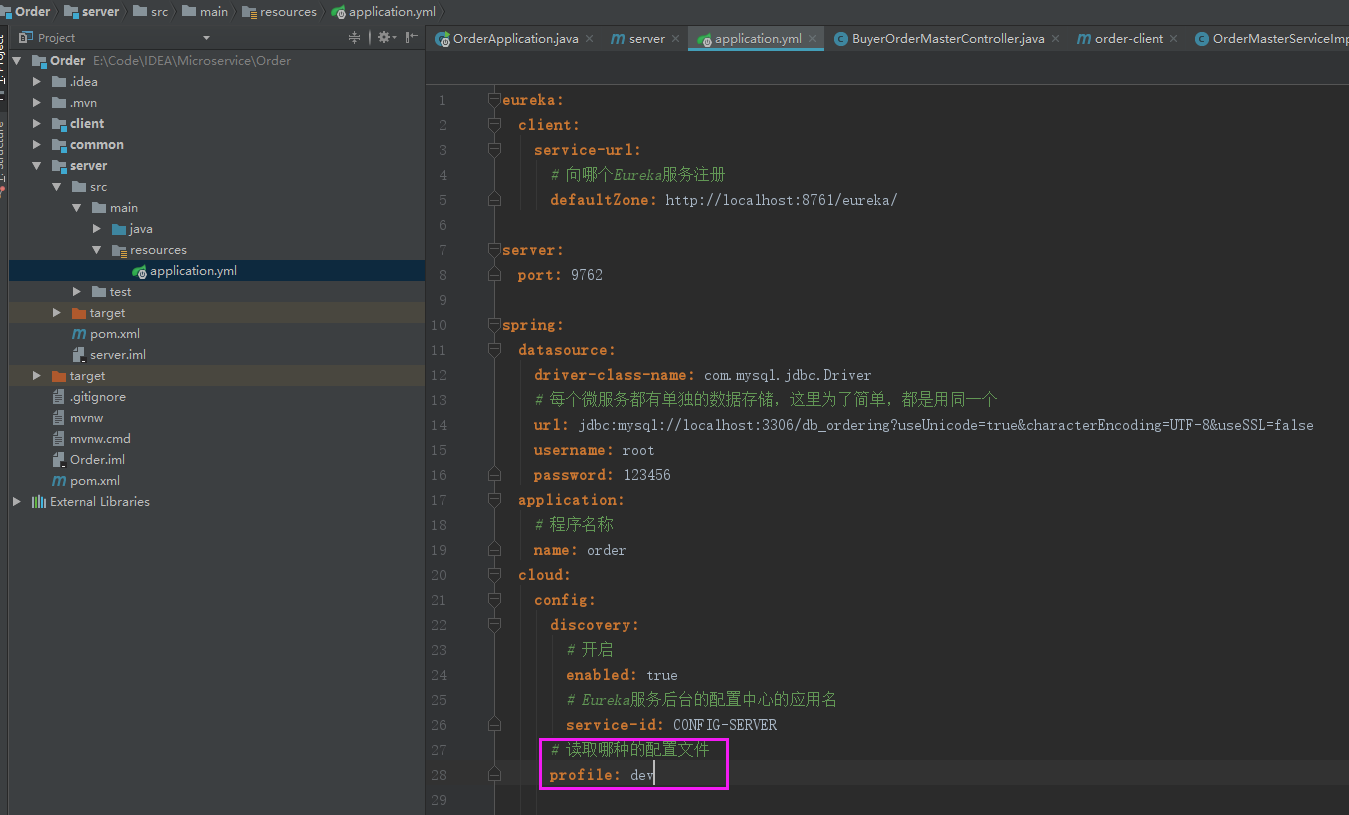 Order server src main resources application.yml
Project
OrderApplication.java server application.yml BuyerOrderMasterController.java order-client OrderMasterServiceImp
Order E:\Code\IDEA\Microservice\Order
.idea
.mvn
client
common
server
src
main
java
resources
application.yml
test
target
pom.xml
server.iml
target
.gitignore
mvnw
mvnw.cmd
Order.iml
pom.xml
External Libraries
1 eureka:
2 client:
3 service-url:
4 # 向哪个Eureka服务注册
5 defaultZone: http://localhost:8761/eureka/
6
7 server:
8 port: 9762
9
10 spring:
11 datasource:
12 driver-class-name: com.mysql.jdbc.Driver
13 # 每个微服务都有单独的数据存储，这里为了简单，都是用同一个
14 url: jdbc:mysql://localhost:3306/db_ordering?useUnicode=true&characterEncoding=UTF-8&useSSL=false
15 username: root
16 password: 123456
17 application:
18 # 程序名称
19 name: order
20 cloud:
21 config:
22 discovery:
23 # 开启
24 enabled: true
25 # Eureka服务后台的配置中心的应用名
26 service-id: CONFIG-SERVER
27 # 读取哪种的配置文件
28 profile: dev
29